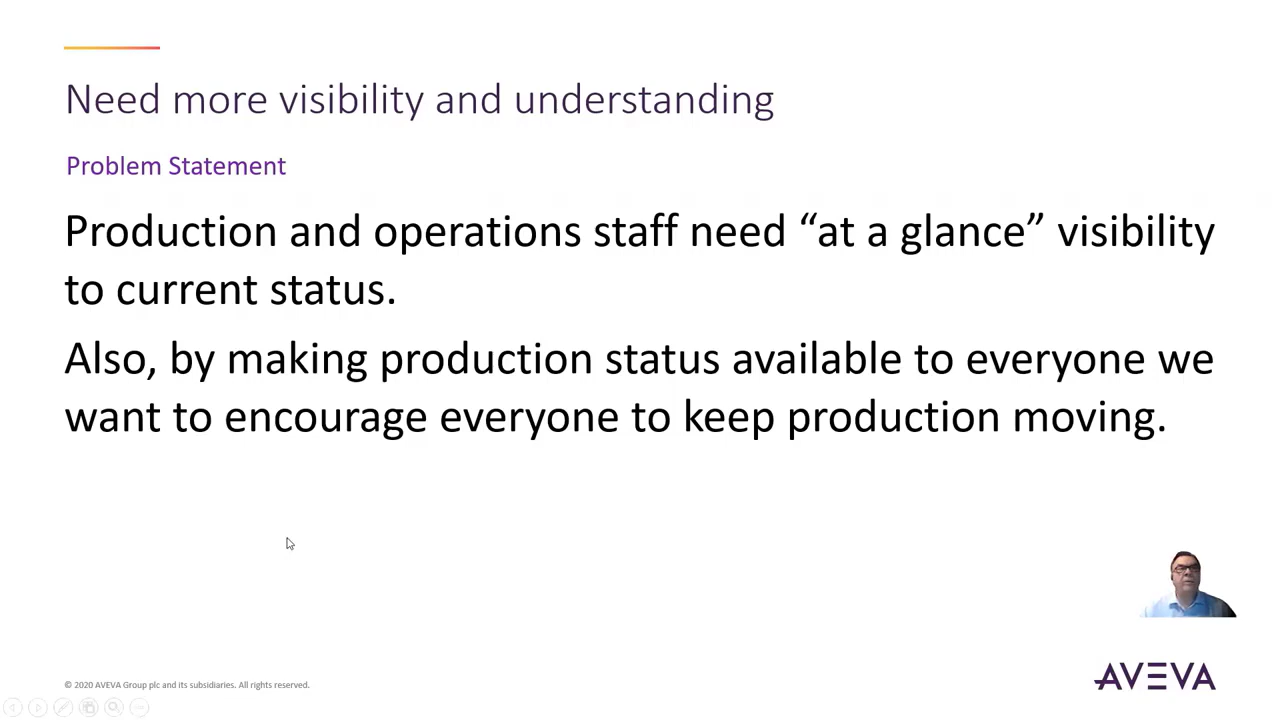 Need more visibility and understanding
Problem Statement
Production and operations staff need “at a glance” visibility
to current status.
Also, by making production status available to everyone we
want to encourage everyone to keep production moving.
© 2020 AVEVA Group plc and its subsidiaries. All rights reserved.
AVEVA